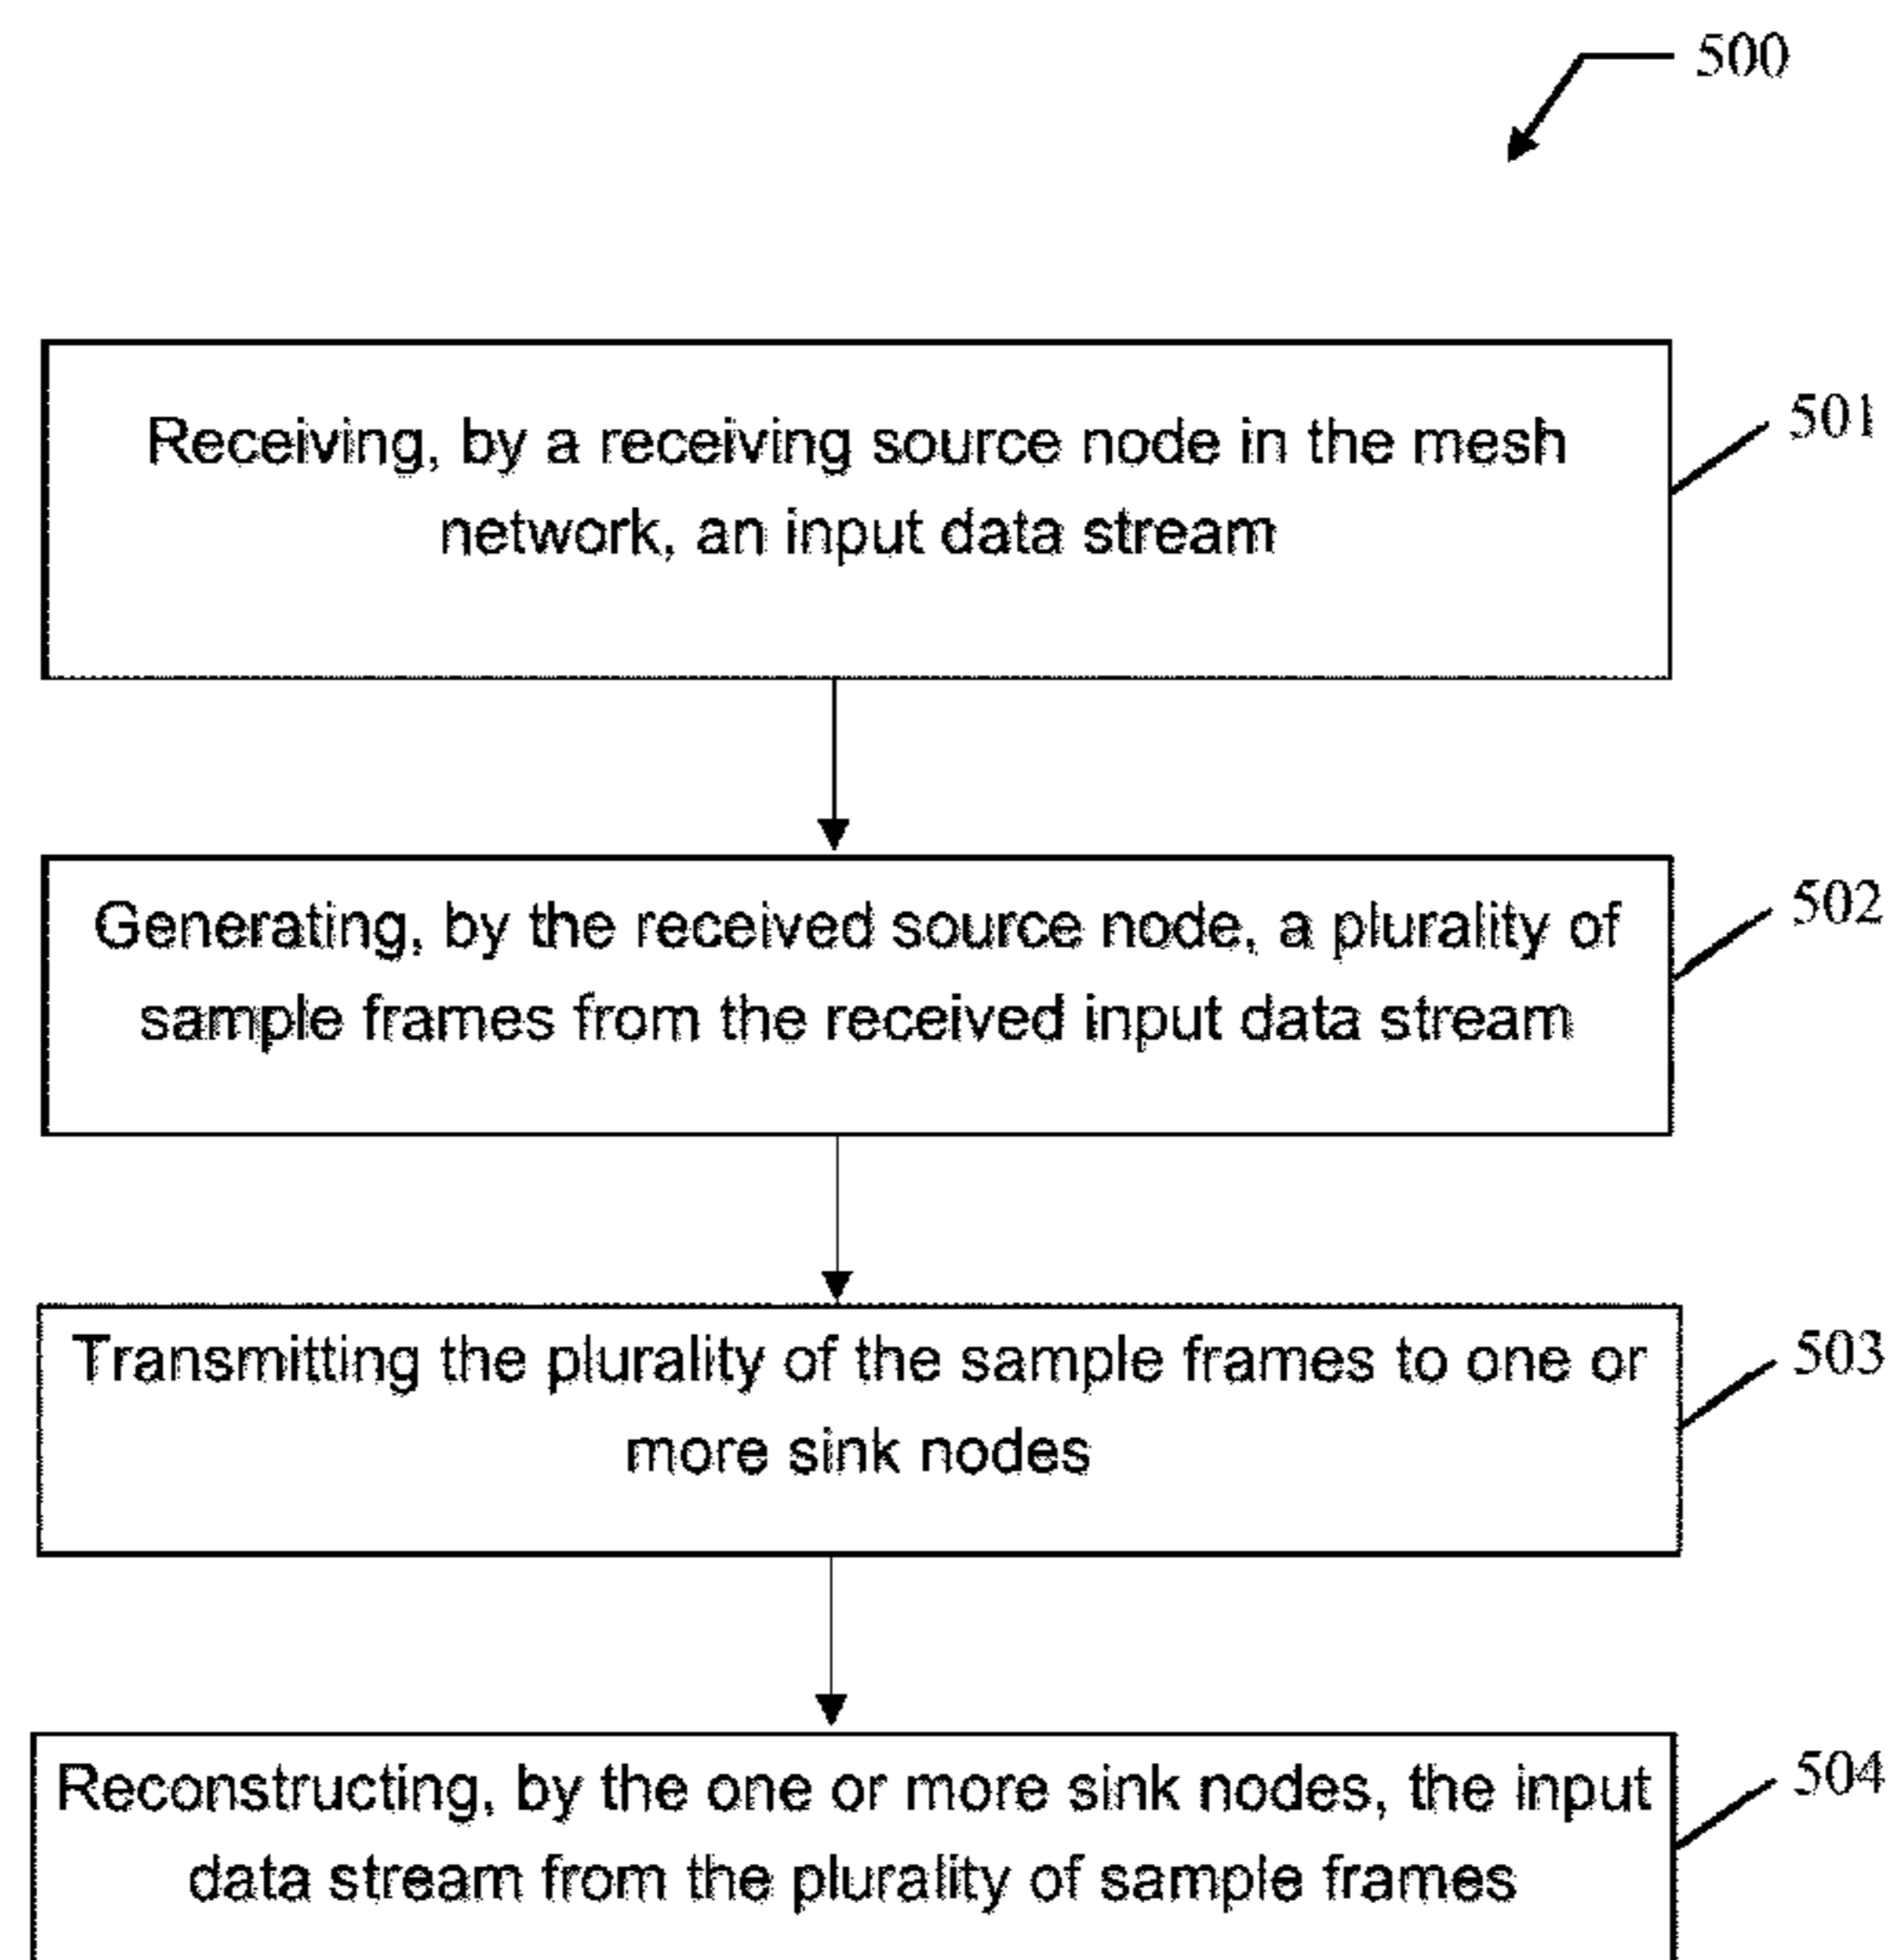 500
Receiving, by a receiving source node in the mesh
network, an input data stream
501
Generating, by the received source node, a plurality of
sample frames from the received input data stream
502
Transmitting the plurality of the sample frames to one or
more sink nodes
503
Reconstructing, by the one or more sink nodes, the input
data stream from the plurality of sample frames
504